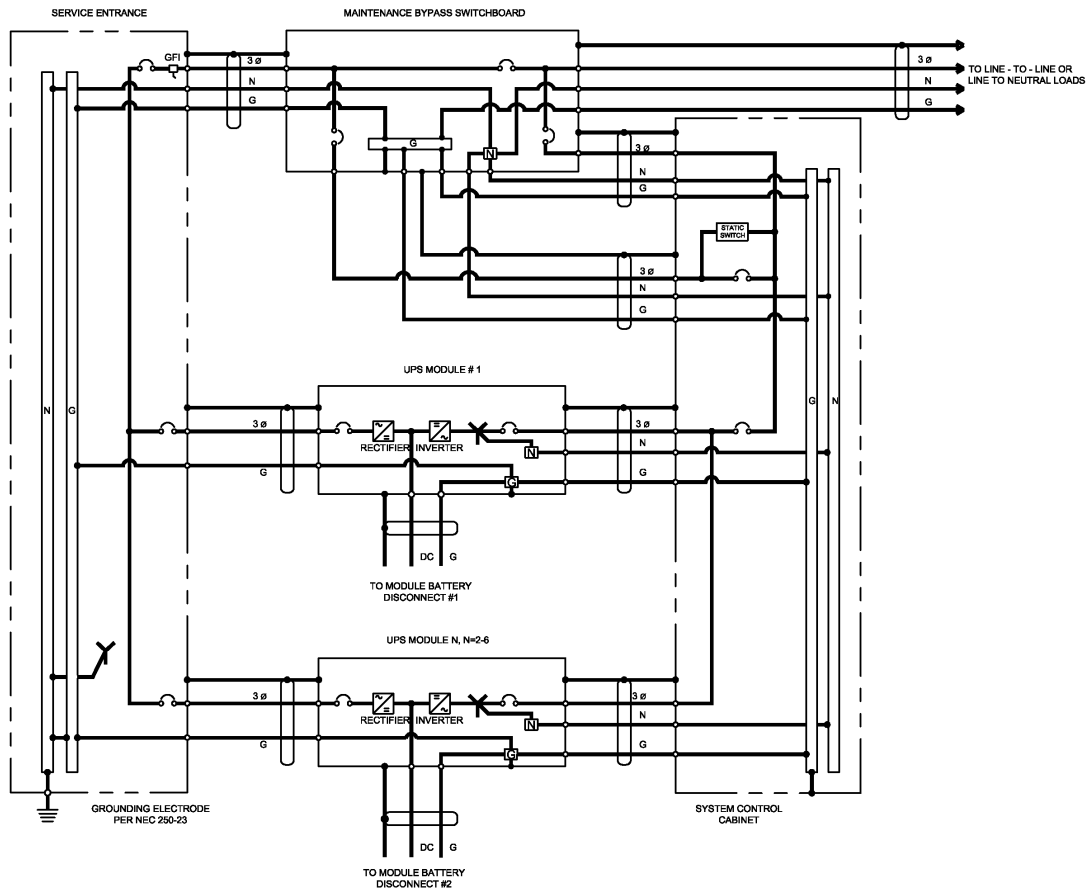 SERVICE ENTRANCE
MAINTENANCE BYPASS SWITCHBOARD
GFI
3 ø
N
G
3 ø
N
G
TO LINE - TO - LINE OR
LINE TO NEUTRAL LOADS
G
N
3 ø
N
G
STATIC
SWITCH
3 ø
N
G
UPS MODULE # 1
N
G
G
N
3 ø
RECTIFIER
INVERTER
N
3 ø
N
G
G
G
DC
G
TO MODULE BATTERY
DISCONNECT #1
UPS MODULE N, N=2-6
3 ø
RECTIFIER
INVERTER
N
3 ø
N
G
G
G
GROUNDING ELECTRODE
PER NEC 250-23
SYSTEM CONTROL
CABINET
DC
G
TO MODULE BATTERY
DISCONNECT #2